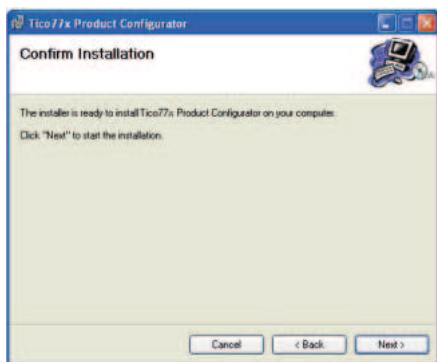 Tico77x Product Configurator
Confirm Installation
The installer is ready to install Tico77x Product Configurator on your computer.
Click "Next" to start the installation.
Cancel
< Back
Next >